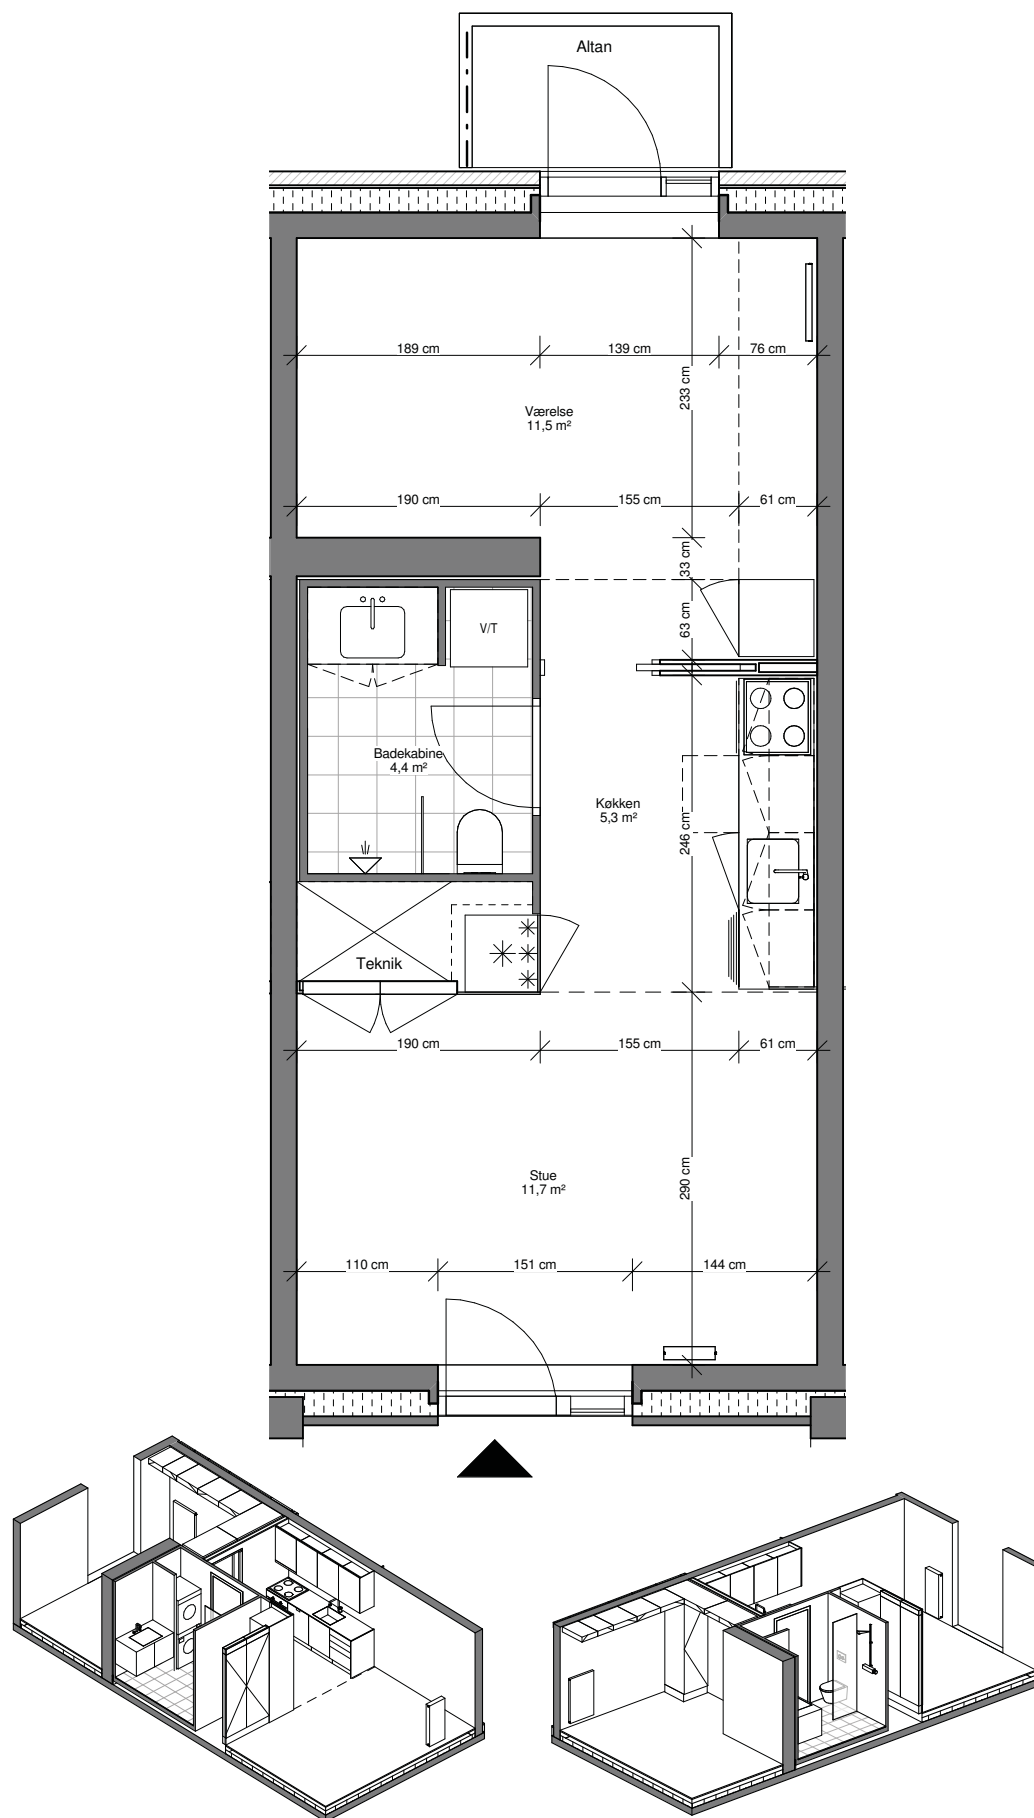 Altan
189 cm
139 cm
76 cm
233 cm
Værelse
11,5 m²
190 cm
155 cm
61 cm
33 cm
63 cm
V/T
Badekabine
4,4 m²
Køkken
5,3 m²
246 cm
Teknik
190 cm
155 cm
61 cm
Stue
11,7 m²
290 cm
110 cm
151 cm
144 cm